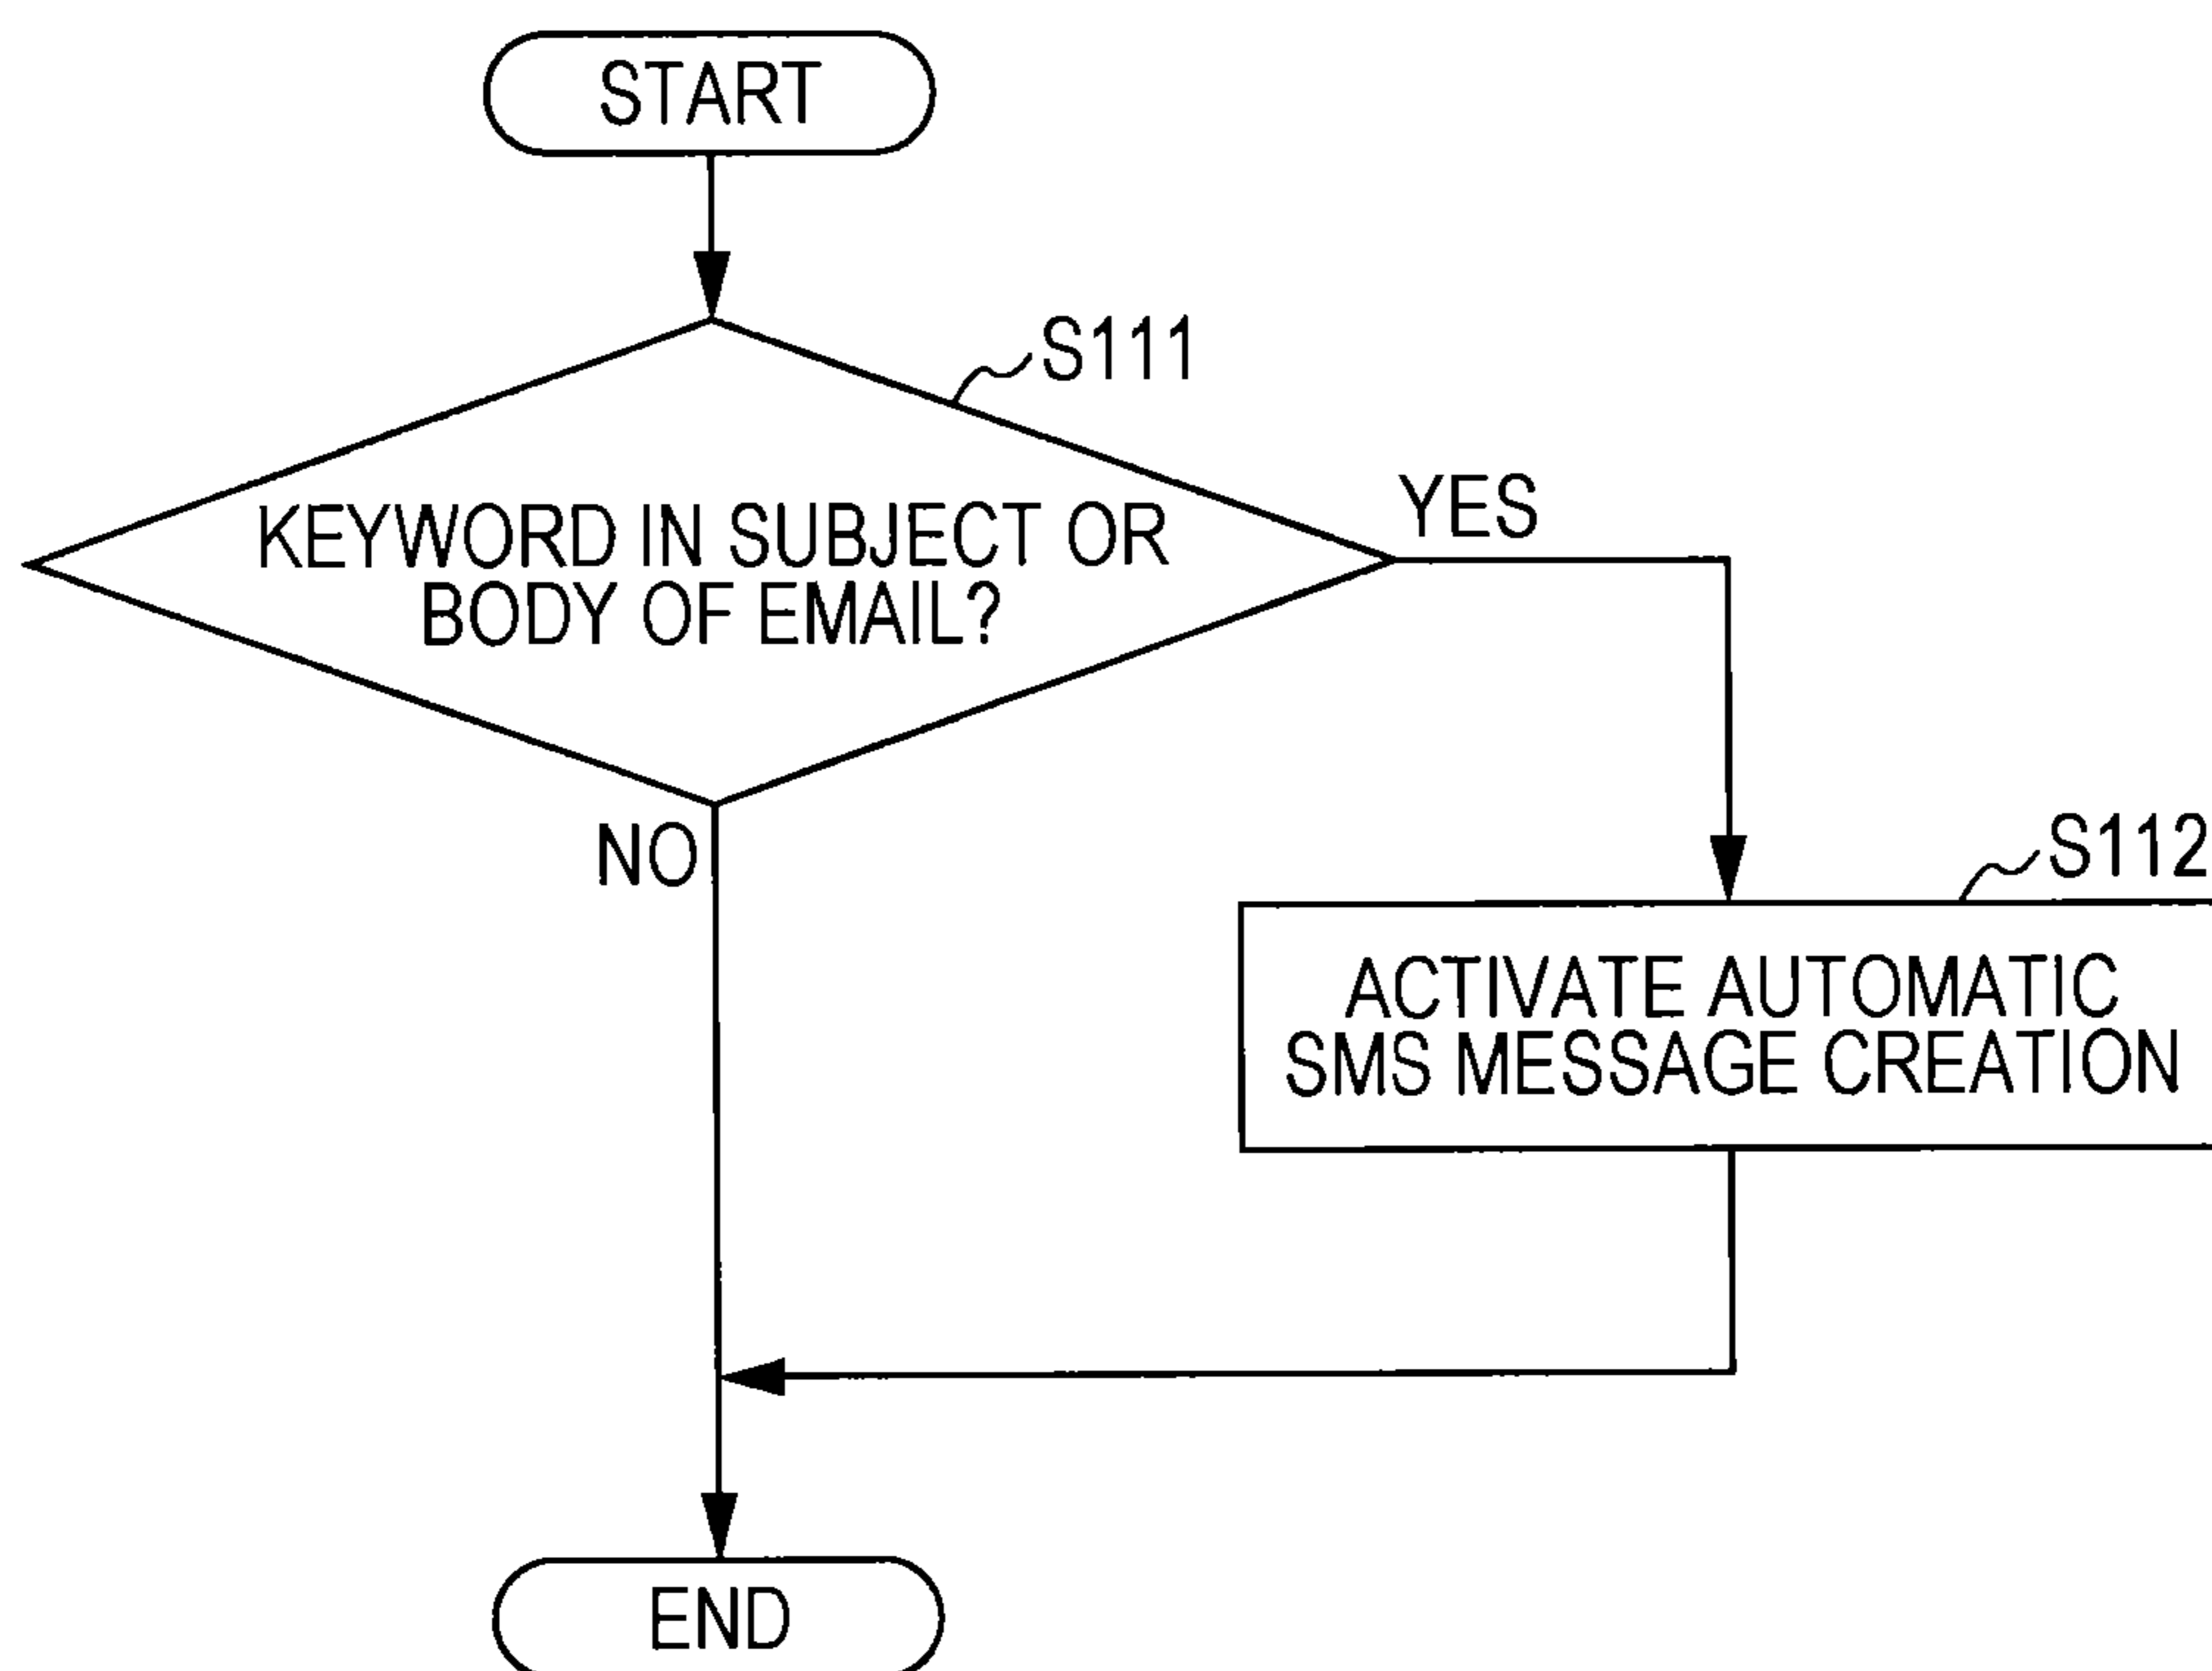 START
S111
KEYWORD IN SUBJECT OR
BODY OF EMAIL?
YES
NO
S112
ACTIVATE AUTOMATIC
SMS MESSAGE CREATION
END